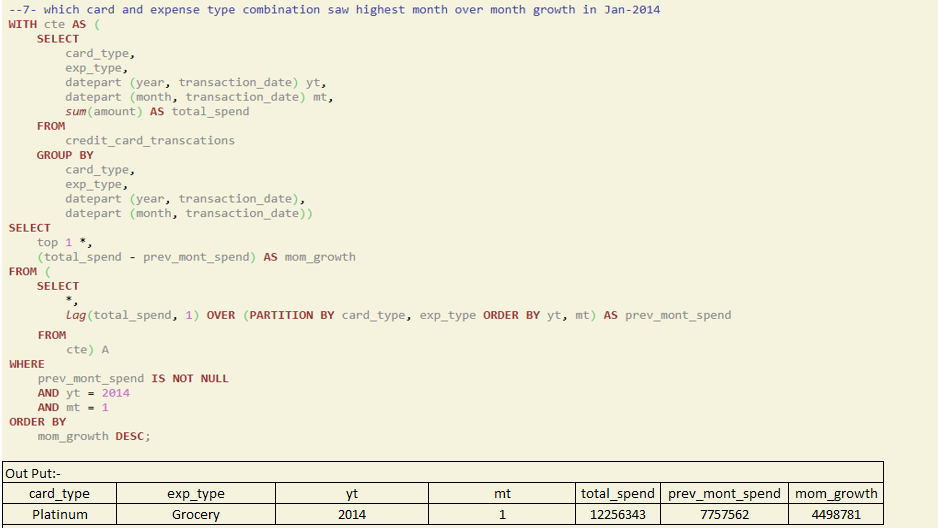 --7- which card and expense type combination saw highest month over month growth in Jan-2014
WITH cte AS (
SELECT
card_type,
exp_type,
datepart (year, transaction_date) yt,
datepart (month, transaction_date) mt,
sum(amount) AS total_spend
FROM
credit_card_transcations
GROUP BY
card_type,
exp_type,
datepart (year, transaction_date),
datepart (month, transaction_date))
SELECT
top 1 *,
(total_spend - prev_mont_spend) AS mom_growth
FROM (
SELECT
*,
lag(total_spend, 1) OVER (PARTITION BY card_type, exp_type ORDER BY yt, mt) AS prev_mont_spend
FROM
cte) A
WHERE
prev_mont_spend IS NOT NULL
AND yt = 2014
AND mt = 1
ORDER BY
mom_growth DESC;
Out Put:-
card_type exp_type yt mt total_spend prev_mont_spend mom_growth
Platinum Grocery 2014 1 12256343 7757562 4498781